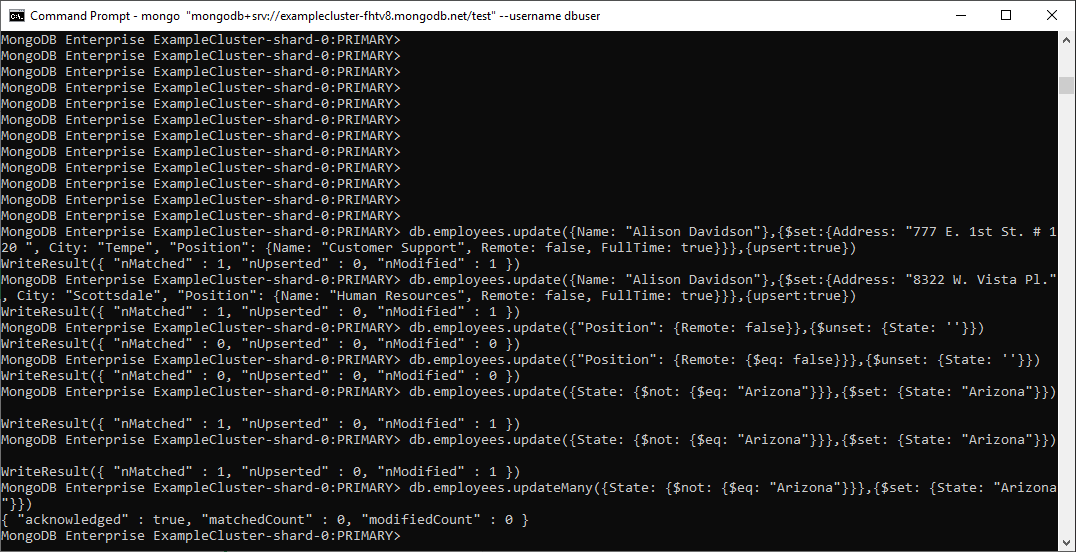 Command Prompt - mongo "mongodb+srv://examplecluster-fhtv8.mongodb.net/test" --username dbuser
MongoDB Enterprise ExampleCluster-shard-0:PRIMARY>
MongoDB Enterprise ExampleCluster-shard-0:PRIMARY>
MongoDB Enterprise ExampleCluster-shard-0:PRIMARY>
MongoDB Enterprise ExampleCluster-shard-0:PRIMARY>
MongoDB Enterprise ExampleCluster-shard-0:PRIMARY>
MongoDB Enterprise ExampleCluster-shard-0:PRIMARY>
MongoDB Enterprise ExampleCluster-shard-0:PRIMARY>
MongoDB Enterprise ExampleCluster-shard-0:PRIMARY>
MongoDB Enterprise ExampleCluster-shard-0:PRIMARY>
MongoDB Enterprise ExampleCluster-shard-0:PRIMARY>
MongoDB Enterprise ExampleCluster-shard-0:PRIMARY>
MongoDB Enterprise ExampleCluster-shard-0:PRIMARY>
MongoDB Enterprise ExampleCluster-shard-0:PRIMARY> db.employees.update({Name: "Alison Davidson"},{$set:{Address: "777 E. 1st St. # 1
20 ", City: "Tempe", "Position": {Name: "Customer Support", Remote: false, FullTime: true}}},{upsert:true})
WriteResult({ "nMatched" : 1, "nUpserted" : 0, "nModified" : 1 })
MongoDB Enterprise ExampleCluster-shard-0:PRIMARY> db.employees.update({Name: "Alison Davidson"},{$set:{Address: "8322 W. Vista Pl."
, City: "Scottsdale", "Position": {Name: "Human Resources", Remote: false, FullTime: true}}},{upsert:true})
WriteResult({ "nMatched" : 1, "nUpserted" : 0, "nModified" : 1 })
MongoDB Enterprise ExampleCluster-shard-0:PRIMARY> db.employees.update({"Position": {Remote: false}},{$unset: {State: ''}})
WriteResult({ "nMatched" : 0, "nUpserted" : 0, "nModified" : 0 })
MongoDB Enterprise ExampleCluster-shard-0:PRIMARY> db.employees.update({"Position": {Remote: {$eq: false}}},{$unset: {State: ''}})
WriteResult({ "nMatched" : 0, "nUpserted" : 0, "nModified" : 0 })
MongoDB Enterprise ExampleCluster-shard-0:PRIMARY> db.employees.update({State: {$not: {$eq: "Arizona"}}},{$set: {State: "Arizona"}})
WriteResult({ "nMatched" : 1, "nUpserted" : 0, "nModified" : 1 })
MongoDB Enterprise ExampleCluster-shard-0:PRIMARY> db.employees.update({State: {$not: {$eq: "Arizona"}}},{$set: {State: "Arizona"}})
WriteResult({ "nMatched" : 1, "nUpserted" : 0, "nModified" : 1 })
MongoDB Enterprise ExampleCluster-shard-0:PRIMARY> db.employees.updateMany({State: {$not: {$eq: "Arizona"}}},{$set: {State: "Arizona
"}})
{ "acknowledged" : true, "matchedCount" : 0, "modifiedCount" : 0 }
MongoDB Enterprise ExampleCluster-shard-0:PRIMARY>